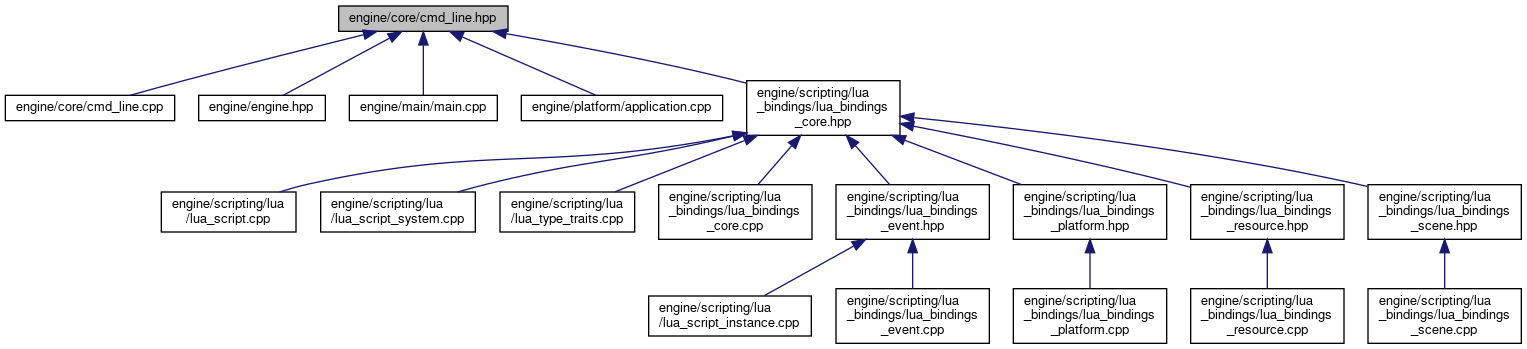 engine/core/cmd_line.hpp
engine/core/cmd_line.cpp
engine/engine.hpp
engine/main/main.cpp
engine/platform/application.cpp
engine/scripting/lua
_bindings/lua_bindings
_core.hpp
engine/scripting/lua
/lua_script.cpp
engine/scripting/lua
/lua_script_system.cpp
engine/scripting/lua
/lua_type_traits.cpp
engine/scripting/lua
_bindings/lua_bindings
_core.cpp
engine/scripting/lua
_bindings/lua_bindings
_event.hpp
engine/scripting/lua
_bindings/lua_bindings
_platform.hpp
engine/scripting/lua
_bindings/lua_bindings
_resource.hpp
engine/scripting/lua
_bindings/lua_bindings
_scene.hpp
engine/scripting/lua
/lua_script_instance.cpp
engine/scripting/lua
_bindings/lua_bindings
_event.cpp
engine/scripting/lua
_bindings/lua_bindings
_platform.cpp
engine/scripting/lua
_bindings/lua_bindings
_resource.cpp
engine/scripting/lua
_bindings/lua_bindings
_scene.cpp